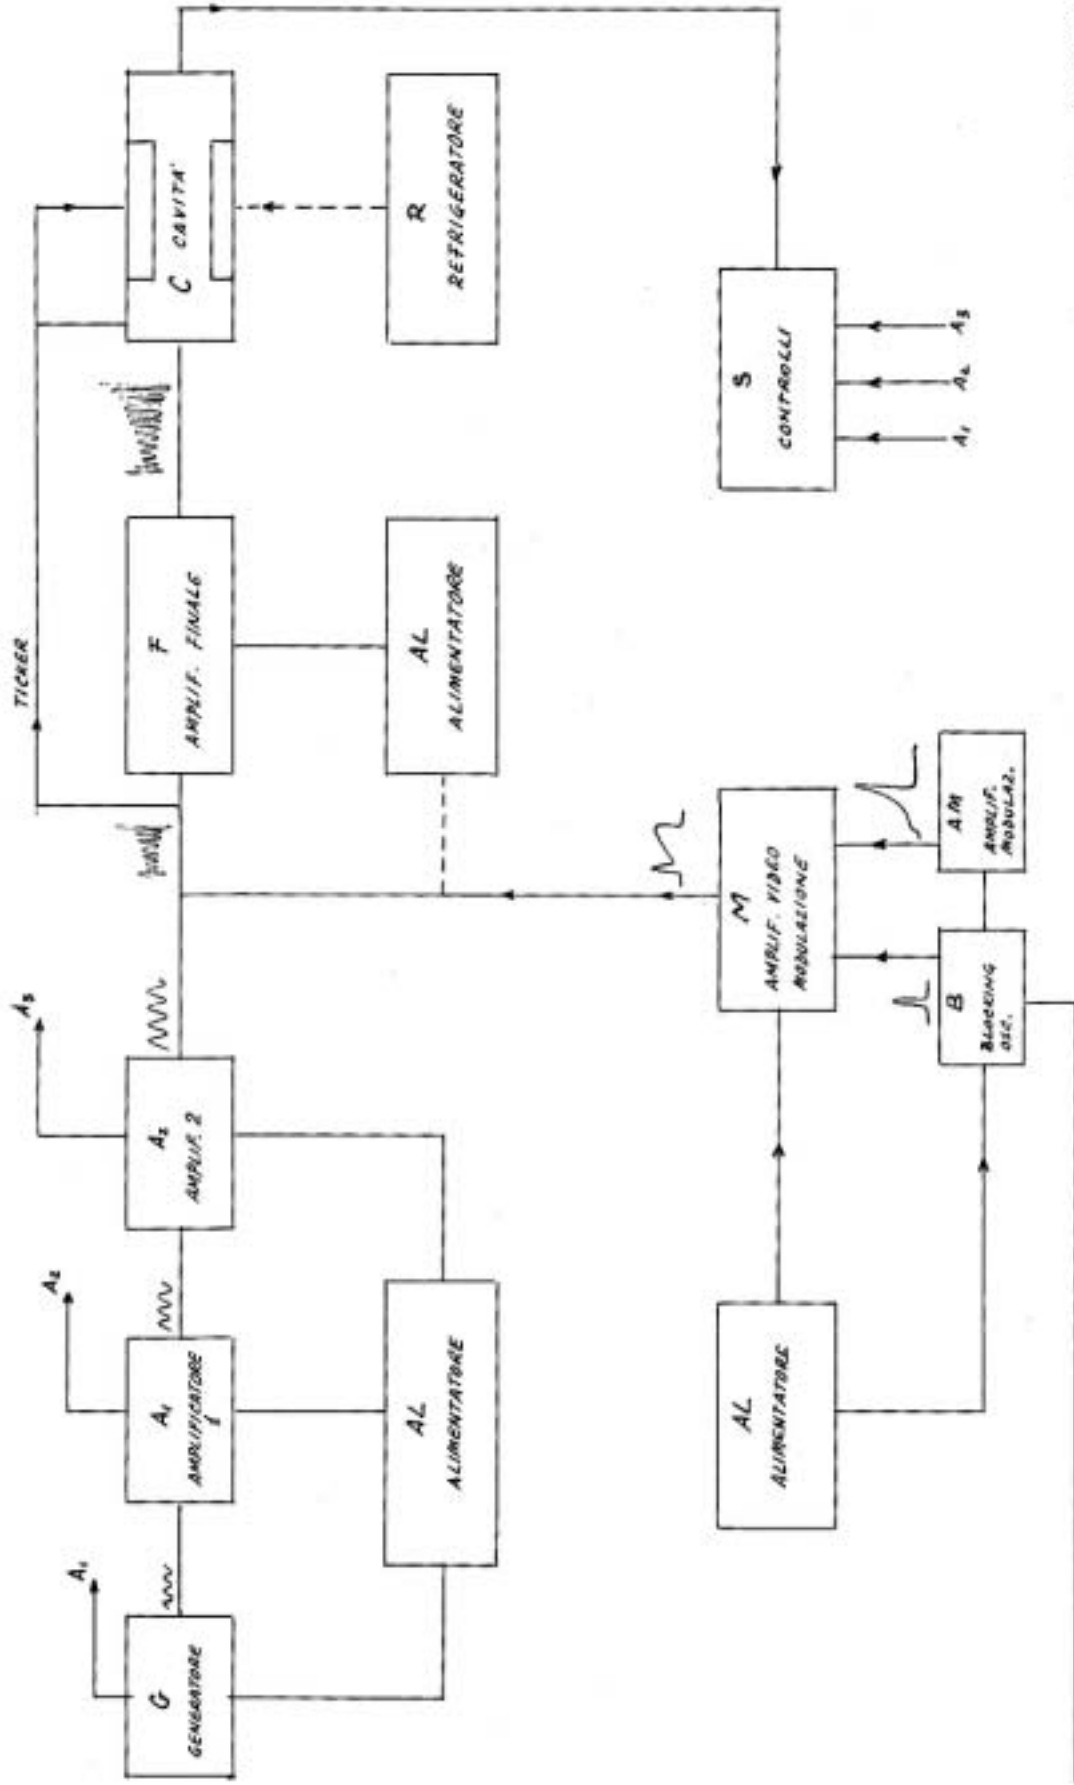 TICKER
A₁
A₂
A₃
G
GENERATORE
A₁
AMPLIFICATORE
1
A₂
AMPLIF. 2
F
AMPLIF. FINALE
C
CAVITA'
AL
ALIMENTATORE
AL
ALIMENTATORE
R
REFRIGERATORE
AL
ALIMENTATORE
M
AMPLIF. VIDEO
MODULAZIONE
S
CONTROLLI
A₁
A₂
A₃
B
BLOCKING
OSC.
AM
AMPLIF.
MODULAZ.